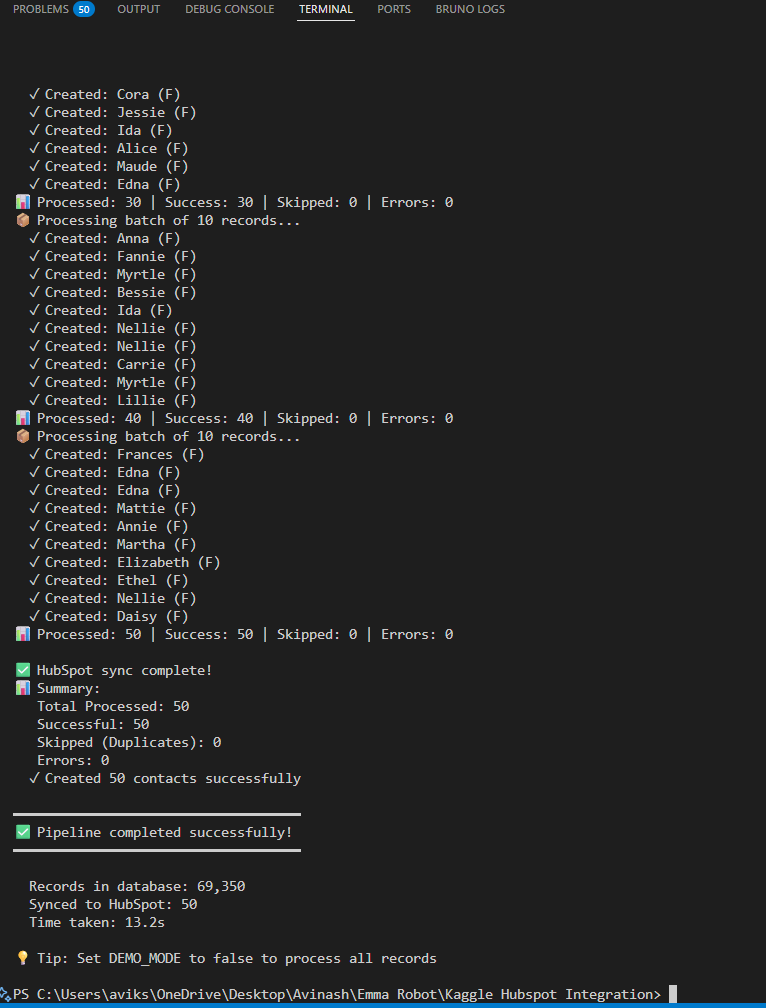 PROBLEMS 50 OUTPUT DEBUG CONSOLE TERMINAL PORTS BRUNO LOGS
✓ Created: Cora (F)
✓ Created: Jessie (F)
✓ Created: Ida (F)
✓ Created: Alice (F)
✓ Created: Maude (F)
✓ Created: Edna (F)
📊 Processed: 30 | Success: 30 | Skipped: 0 | Errors: 0
📦 Processing batch of 10 records...
✓ Created: Anna (F)
✓ Created: Fannie (F)
✓ Created: Myrtle (F)
✓ Created: Bessie (F)
✓ Created: Ida (F)
✓ Created: Nellie (F)
✓ Created: Nellie (F)
✓ Created: Carrie (F)
✓ Created: Myrtle (F)
✓ Created: Lillie (F)
📊 Processed: 40 | Success: 40 | Skipped: 0 | Errors: 0
📦 Processing batch of 10 records...
✓ Created: Frances (F)
✓ Created: Edna (F)
✓ Created: Edna (F)
✓ Created: Mattie (F)
✓ Created: Annie (F)
✓ Created: Martha (F)
✓ Created: Elizabeth (F)
✓ Created: Ethel (F)
✓ Created: Nellie (F)
✓ Created: Daisy (F)
📊 Processed: 50 | Success: 50 | Skipped: 0 | Errors: 0
✅ HubSpot sync complete!
📊 Summary:
Total Processed: 50
Successful: 50
Skipped (Duplicates): 0
Errors: 0
✓ Created 50 contacts successfully
✅ Pipeline completed successfully!
Records in database: 69,350
Synced to HubSpot: 50
Time taken: 13.2s
💡 Tip: Set DEMO_MODE to false to process all records
PS C:\Users\aviks\OneDrive\Desktop\Avinash\Emma Robot\Kaggle Hubspot Integration>